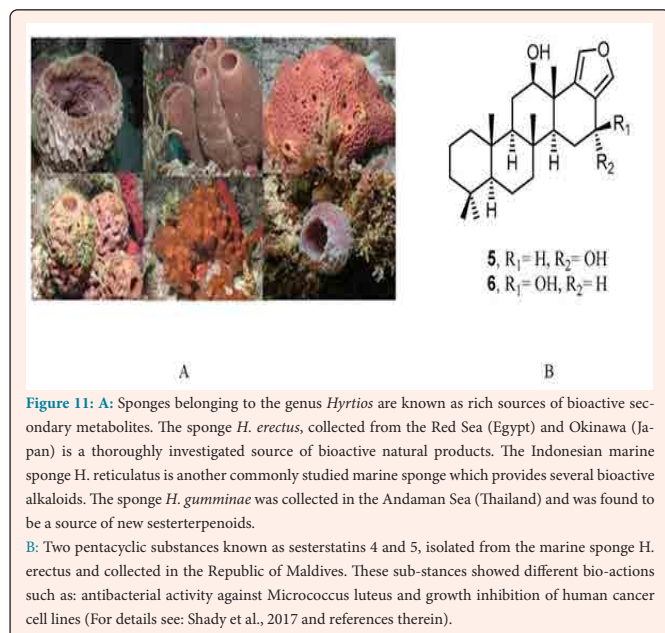 OH
O
R1
H
H
R2
H
5, R1= H, R2= OH
6, R1= OH, R2= H
A
B
Figure 11: A: Sponges belonging to the genus Hyrtios are known as rich sources of bioactive sec-
ondary metabolites. The sponge H. erectus, collected from the Red Sea (Egypt) and Okinawa (Ja-
pan) is a thoroughly investigated source of bioactive natural products. The Indonesian marine
sponge H. reticulatus is another commonly studied marine sponge which provides several bioactive
alkaloids. The sponge H. gumminae was collected in the Andaman Sea (Thailand) and was found to
be a source of new sesterterpenoids.
B: Two pentacyclic substances known as sesterstatins 4 and 5, isolated from the marine sponge H.
erectus and collected in the Republic of Maldives. These sub-stances showed different bio-actions
such as: antibacterial activity against Micrococcus luteus and growth inhibition of human cancer
cell lines (For details see: Shady et al., 2017 and references therein).